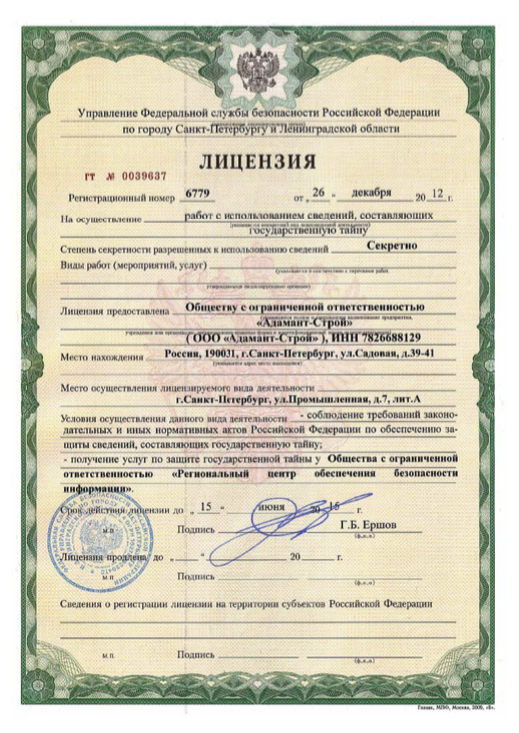 Управление Федеральной службы безопасности Российской Федерации
по городу Санкт-Петербургу и Ленинградской области
ЛИЦЕНЗИЯ
ГТ № 0039637
Регистрационный номер 6779 от „ 26 “ декабря 20 12 г.
На осуществление работ с использованием сведений, составляющих
государственную тайну
Степень секретности разрешенных к использованию сведений Секретно
Виды работ (мероприятий, услуг)
Лицензия предоставлена Обществу с ограниченной ответственностью
«Адамант-Строй»
( ООО «Адамант-Строй» ), ИНН 7826688129
Место нахождения Россия, 190031, г.Санкт-Петербург, ул.Садовая, д.39-41
Место осуществления лицензируемого вида деятельности
г.Санкт-Петербург, ул.Промышленная, д.7, лит.А
Условия осуществления данного вида деятельности - соблюдение требований законо-
дательных и иных нормативных актов Российской Федерации по обеспечению за-
щиты сведений, составляющих государственную тайну;
- получение услуг по защите государственной тайны у Общества с ограниченной
ответственностью «Региональный центр обеспечения безопасности
информации».
Срок действия лицензии до „ 15 “ июня 20 15 г.
М.П. Подпись Г.Б. Ершов
(ф.и.о.)
Лицензия продлена до „ “ 20 г.
М.П. Подпись
(ф.и.о.)
Сведения о регистрации лицензии на территории субъектов Российской Федерации
М.П. Подпись
(ф.и.о.)
Гознак, МПФ, Москва, 2009, «В».